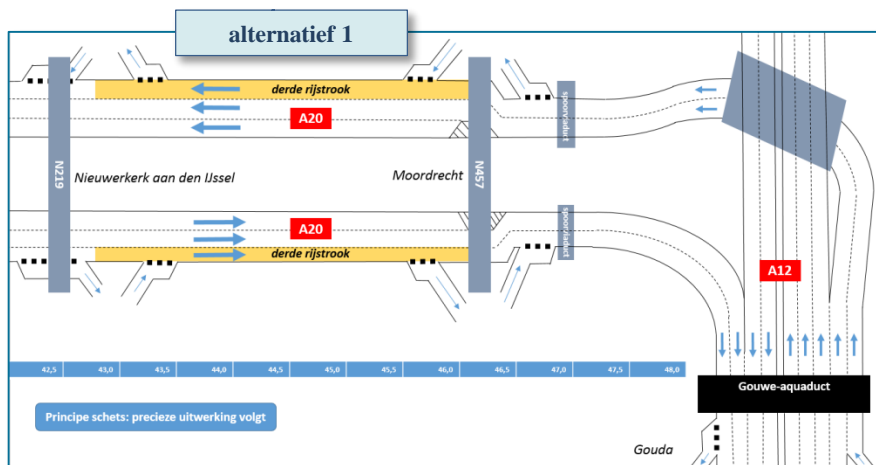 alternatief 1
derde rijstrook
A20
N219
Nieuwerkerk aan den IJssel
Moordrecht
N457
spoorviaduct
A20
derde rijstrook
spoorviaduct
A12
42,5 43,0 43,5 44,0 44,5 45,0 45,5 46,0 46,5 47,0 47,5 48,0
Gouwe-aquaduct
Principe schets: precieze uitwerking volgt
Gouda